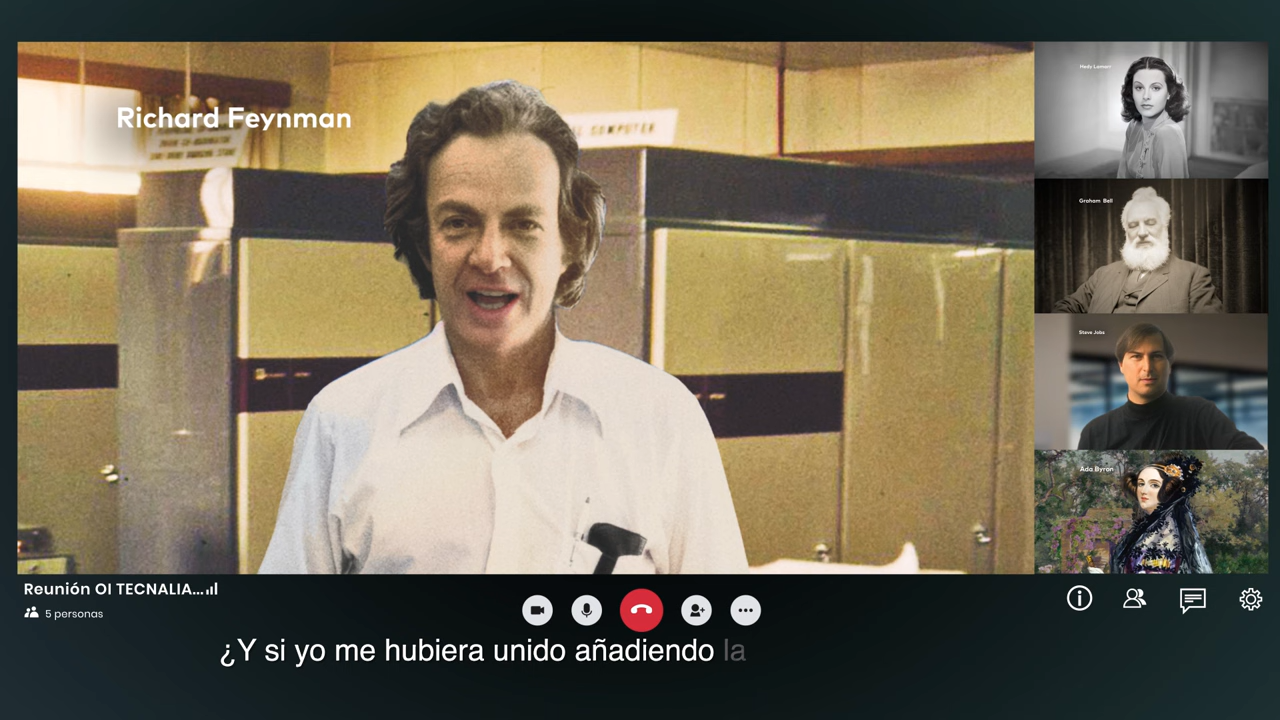 Richard Feynman
COMPUTER
Hedy Lamarr
Graham Bell
Steve Jobs
Ada Byron
Reunión OI TECNALIA...
5 personas
¿Y si yo me hubiera unido añadiendo la